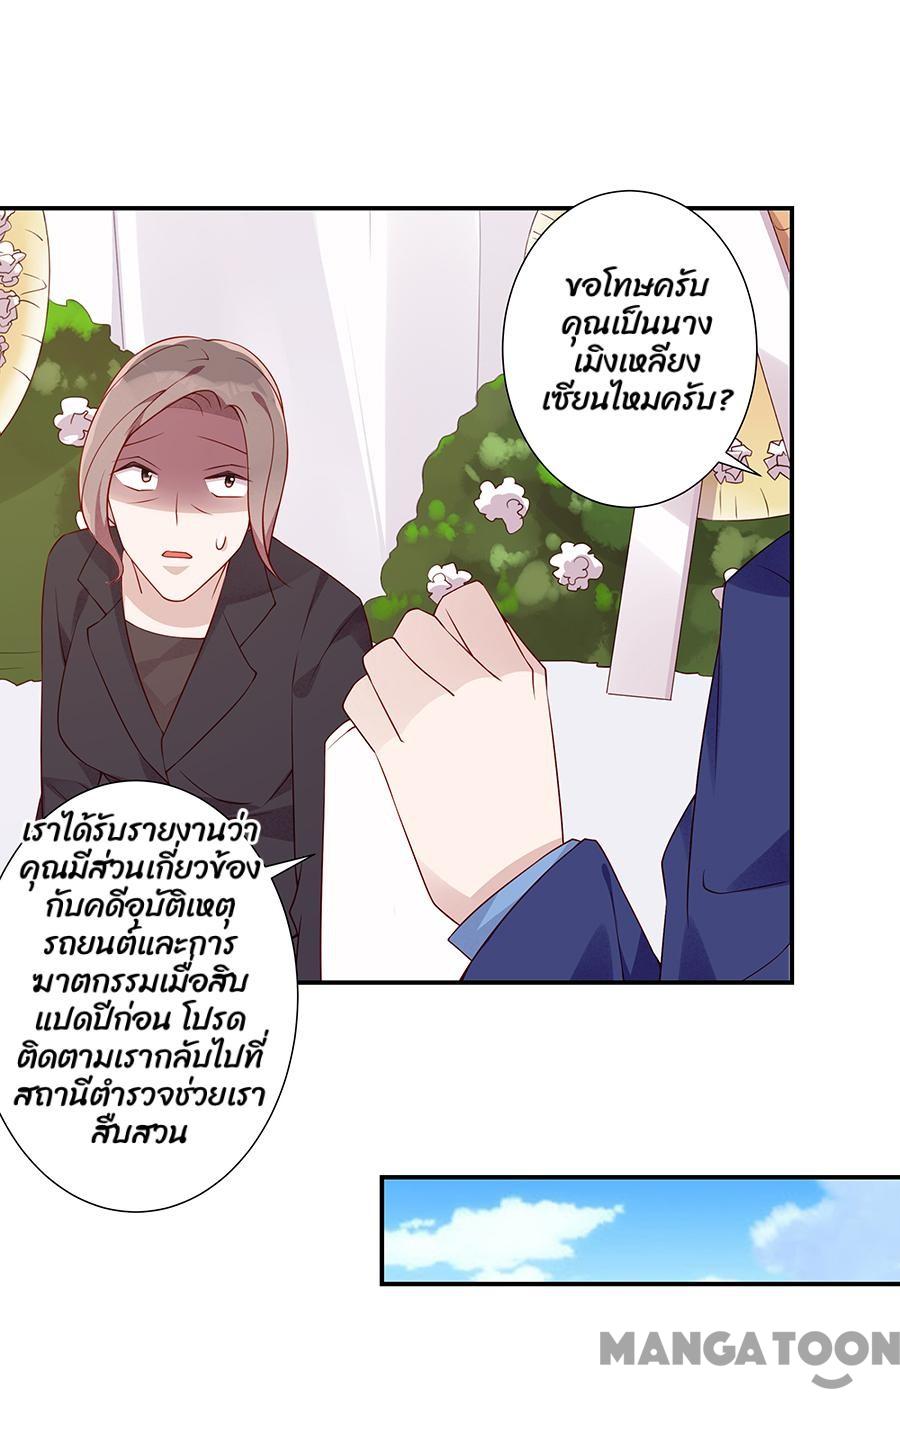 ขอโทษครับ
คุณเป็นนาง
เมิงเหลียง
เซียนไหมครับ?
เราได้รับรายงานว่า
คุณมีส่วนเกี่ยวข้อง
กับคดีอุบัติเหตุ
รถยนต์และการ
ฆาตกรรมเมื่อสิบ
แปดปีก่อน โปรด
ติดตามเรากลับไปที่
สถานีตำรวจช่วยเรา
สืบสวน
MANGATOON